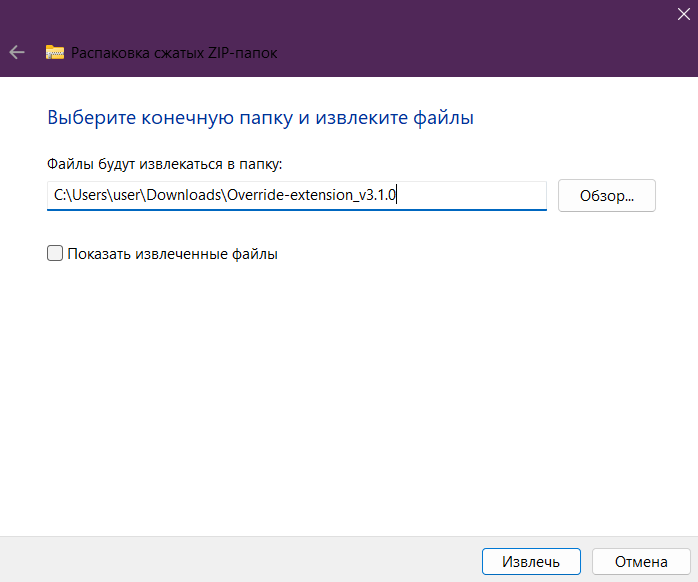 Распаковка сжатых ZIP-папок
Выберите конечную папку и извлеките файлы
Файлы будут извлекаться в папку:
C:\Users\user\Downloads\Override-extension_v3.1.0
Обзор...
Показать извлеченные файлы
Извлечь
Отмена